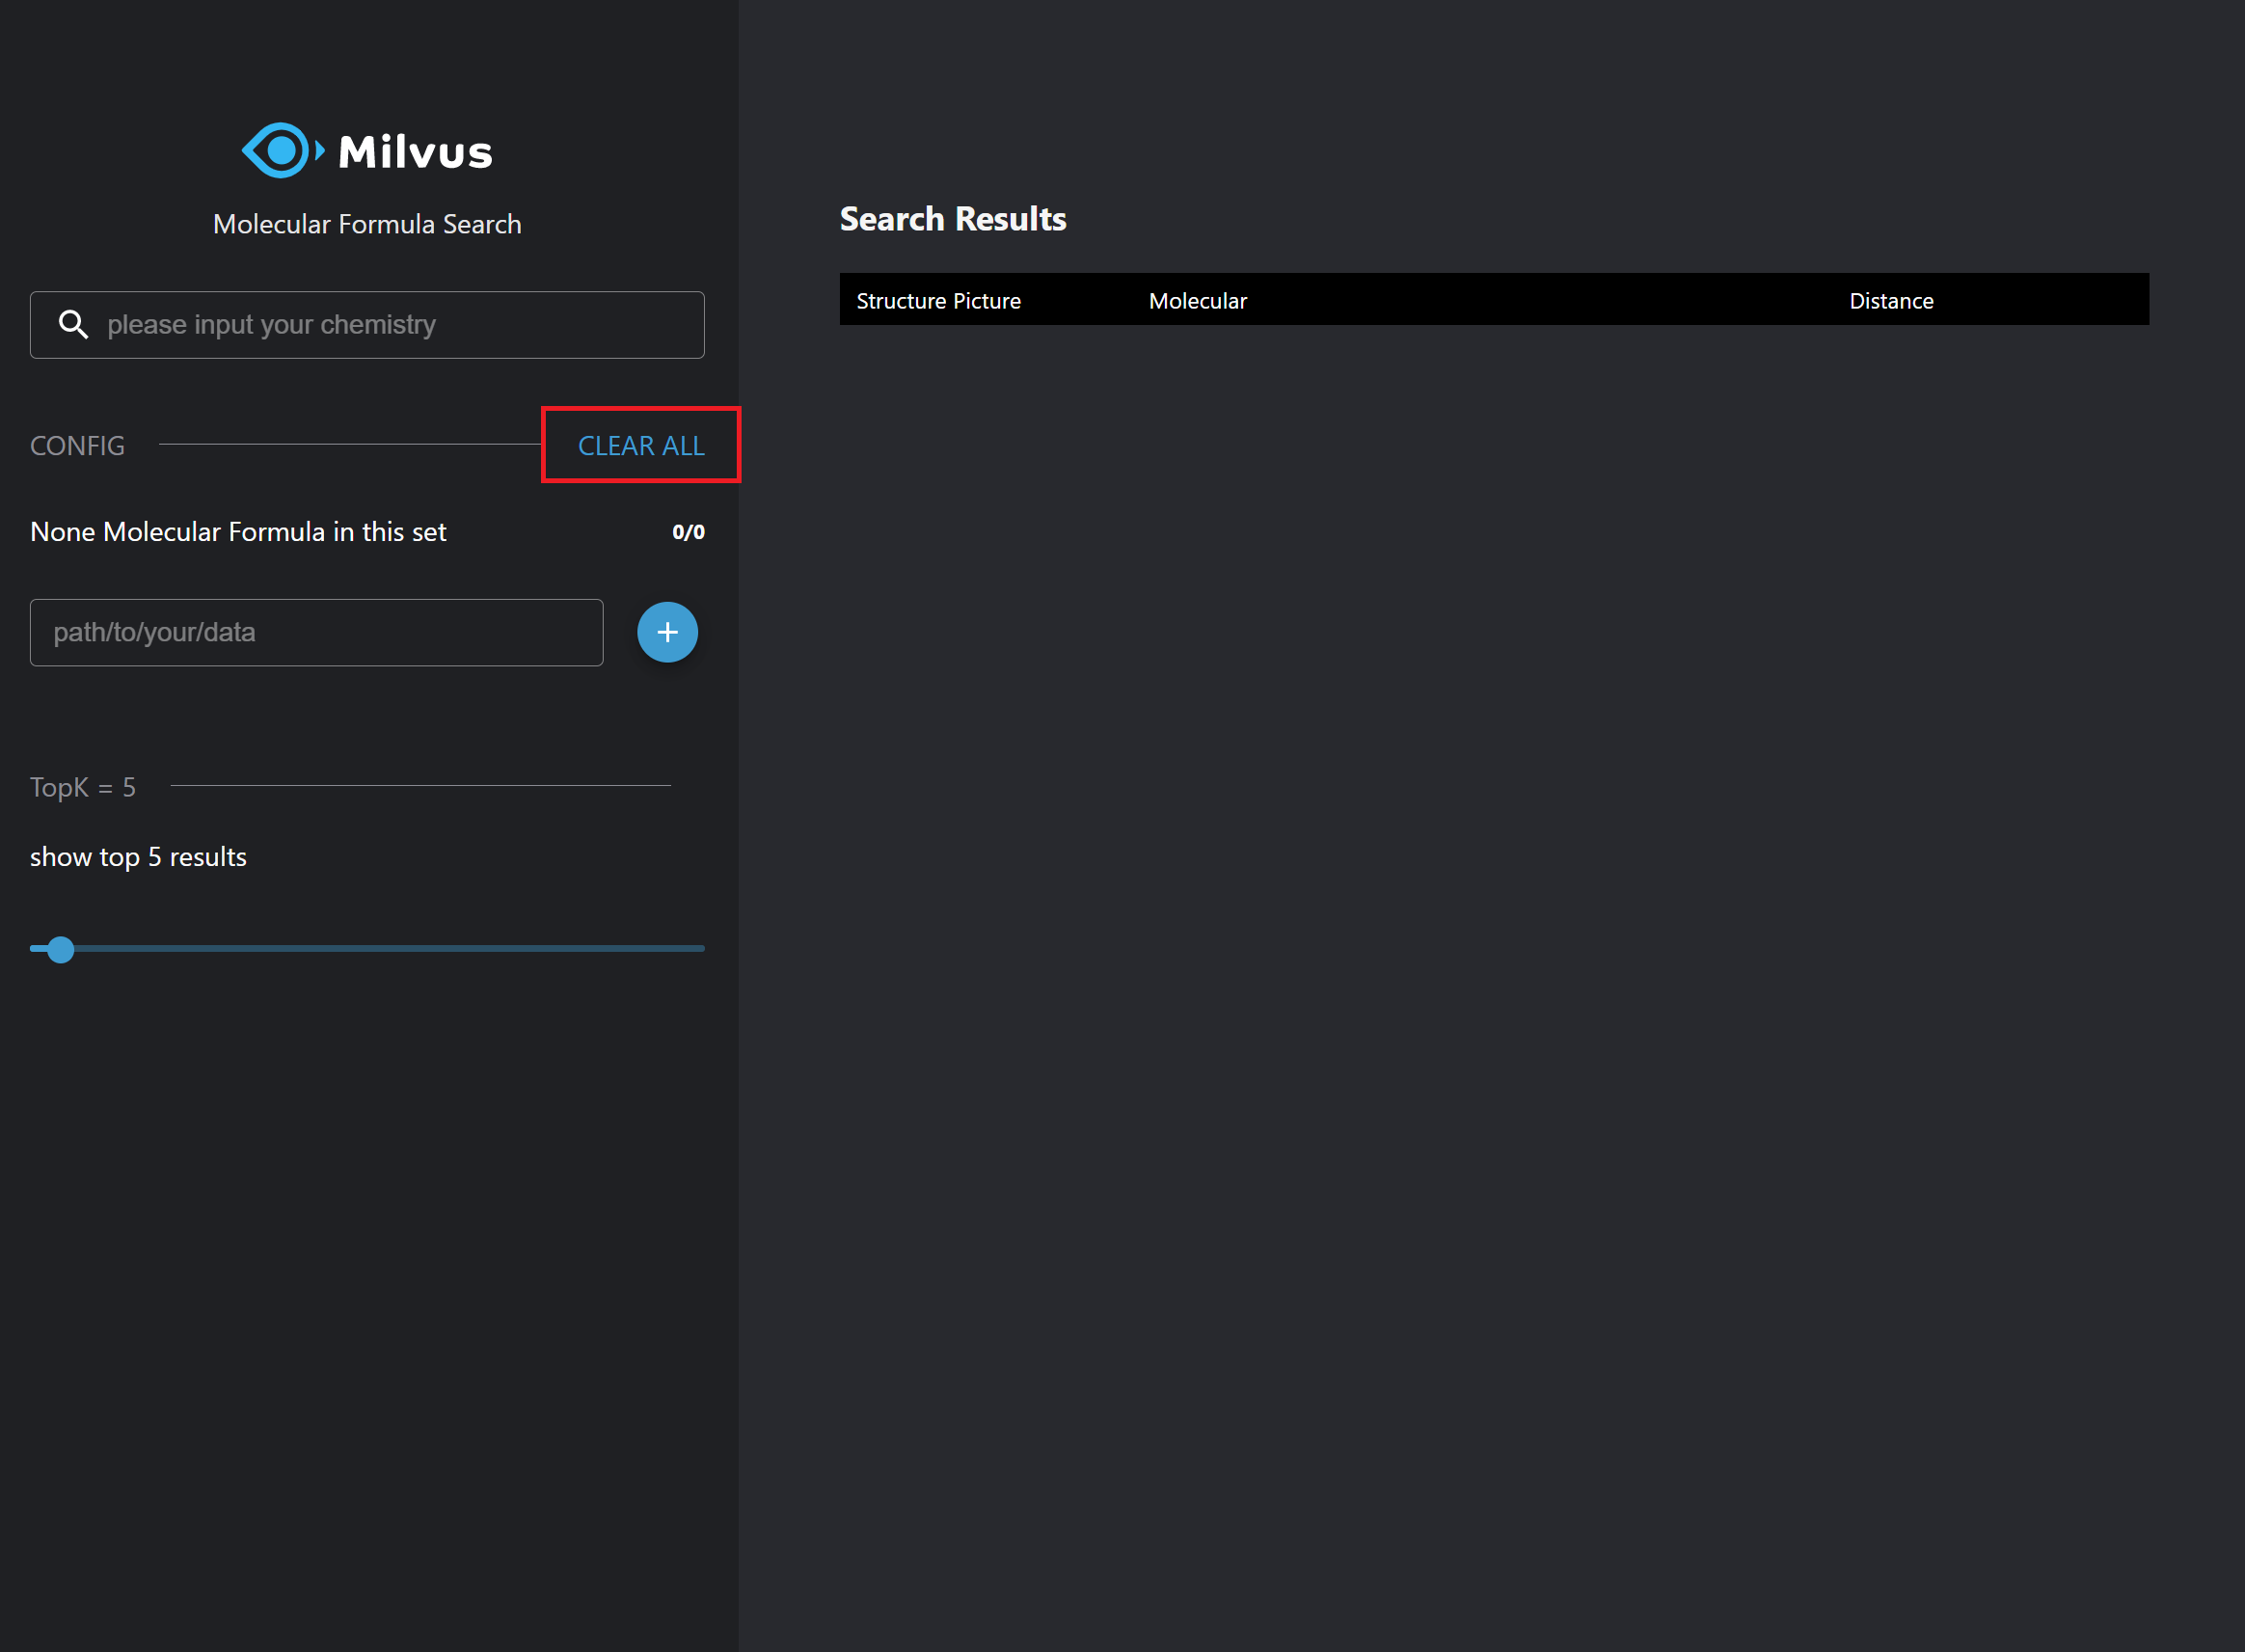 Milvus
Molecular Formula Search
please input your chemistry
CONFIG
CLEAR ALL
None Molecular Formula in this set
0/0
path/to/your/data
+
TopK = 5
show top 5 results
Search Results
Structure Picture
Molecular
Distance